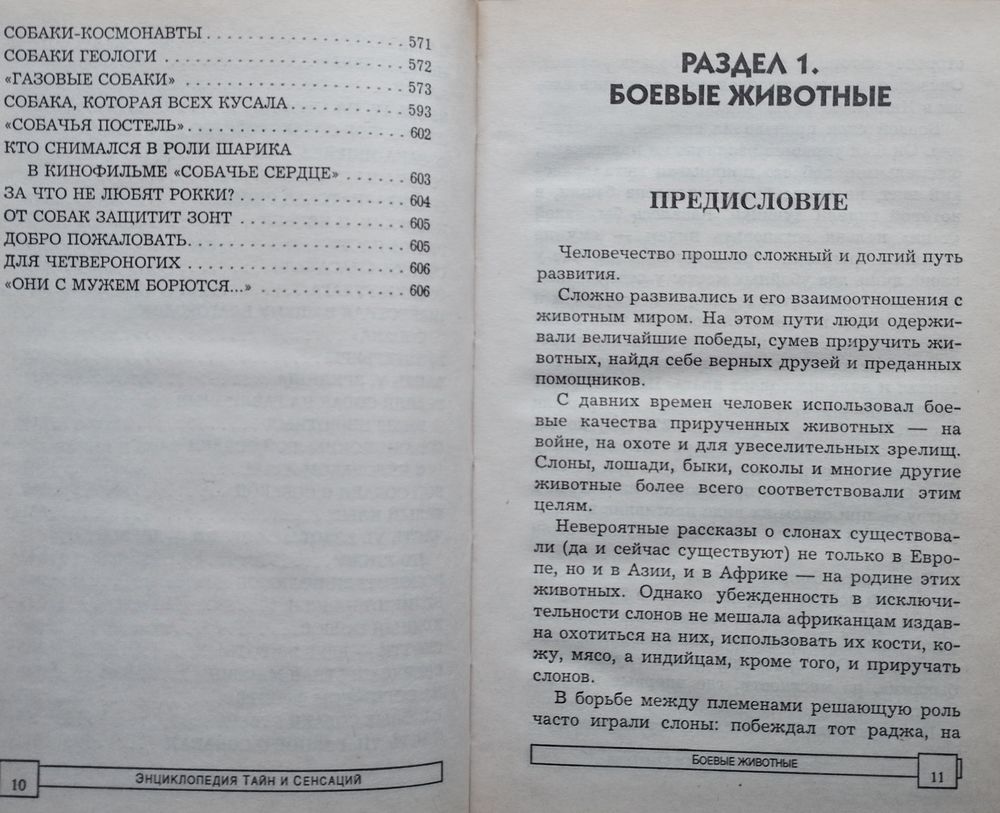 СОБАКИ-КОСМОНАВТЫ . . . . . . . . . . . . . . . . . 571
СОБАКИ ГЕОЛОГИ . . . . . . . . . . . . . . . . . . . . 572
«ГАЗОВЫЕ СОБАКИ» . . . . . . . . . . . . . . . . . . 573
СОБАКА, КОТОРАЯ ВСЕХ КУСАЛА . . . . . . . . . 593
«СОБАЧЬЯ ПОСТЕЛЬ» . . . . . . . . . . . . . . . . . 602
КТО СНИМАЛСЯ В РОЛИ ШАРИКА
В КИНОФИЛЬМЕ «СОБАЧЬЕ СЕРДЦЕ» . . . . . . 603
ЗА ЧТО НЕ ЛЮБЯТ РОККИ? . . . . . . . . . . . . . 604
ОТ СОБАК ЗАЩИТИТ ЗОНТ . . . . . . . . . . . . . 605
ДОБРО ПОЖАЛОВАТЬ. . . . . . . . . . . . . . . . . . 605
ДЛЯ ЧЕТВЕРОНОГИХ . . . . . . . . . . . . . . . . . . 606
«ОНИ С МУЖЕМ БОРЮТСЯ...» . . . . . . . . . . . . 606
10 ЭНЦИКЛОПЕДИЯ ТАЙН И СЕНСАЦИЙ
РАЗДЕЛ 1.
БОЕВЫЕ ЖИВОТНЫЕ
ПРЕДИСЛОВИЕ
Человечество прошло сложный и долгий путь
развития.
Сложно развивались и его взаимоотношения с
животным миром. На этом пути люди одержи-
вали величайшие победы, сумев приручить жи-
вотных, найдя себе верных друзей и преданных
помощников.
С давних времен человек использовал бое-
вые качества прирученных животных — на
войне, на охоте и для увеселительных зрелищ.
Слоны, лошади, быки, соколы и многие другие
животные более всего соответствовали этим
целям.
Невероятные рассказы о слонах существова-
ли (да и сейчас существуют) не только в Евро-
пе, но и в Азии, и в Африке — на родине этих
животных. Однако убежденность в исключи-
тельности слонов не мешала африканцам издав-
на охотиться на них, использовать их кости, ко-
жу, мясо, а индийцам, кроме того, и приручать
слонов.
В борьбе между племенами решающую роль
часто играли слоны: побеждал тот раджа, на
БОЕВЫЕ ЖИВОТНЫЕ 11